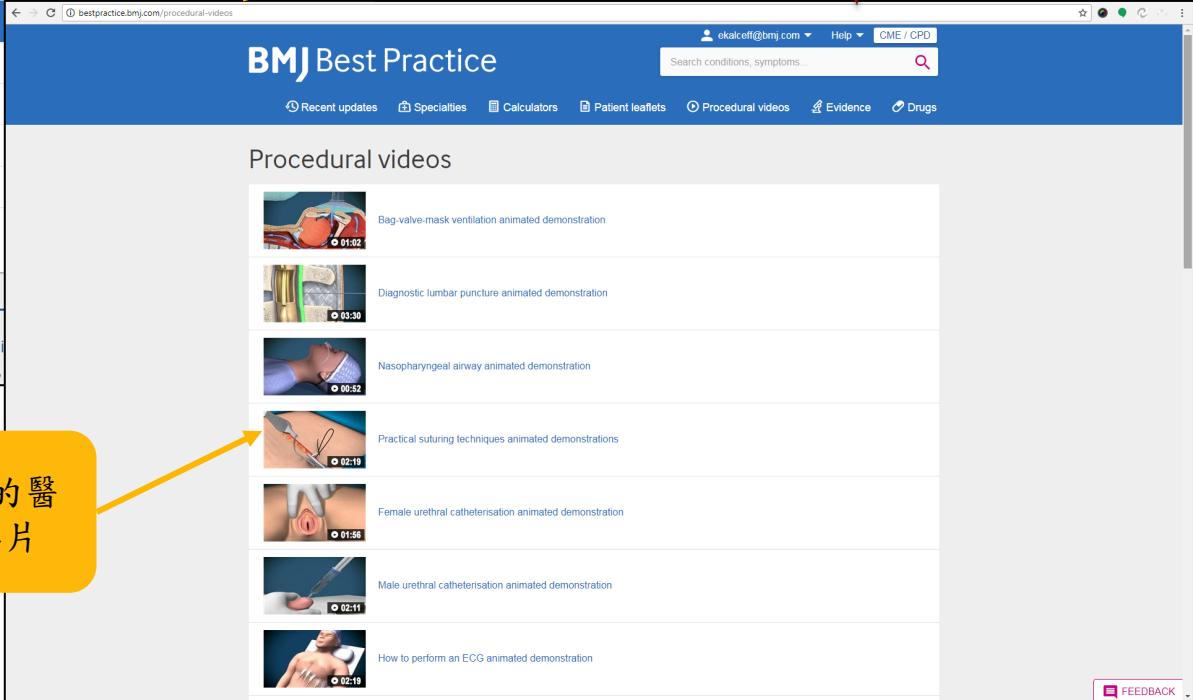 bestpractice.bmj.com/procedural-videos
ekalceff@bmj.com Help CME / CPD
BMJ Best Practice
Search conditions, symptoms...
Recent updates Specialties Calculators Patient leaflets Procedural videos Evidence Drugs
Procedural videos
01:02 Bag-valve-mask ventilation animated demonstration
03:30 Diagnostic lumbar puncture animated demonstration
00:52 Nasopharyngeal airway animated demonstration
02:19 Practical suturing techniques animated demonstrations
的醫
片
01:56 Female urethral catheterisation animated demonstration
02:11 Male urethral catheterisation animated demonstration
02:19 How to perform an ECG animated demonstration
FEEDBACK